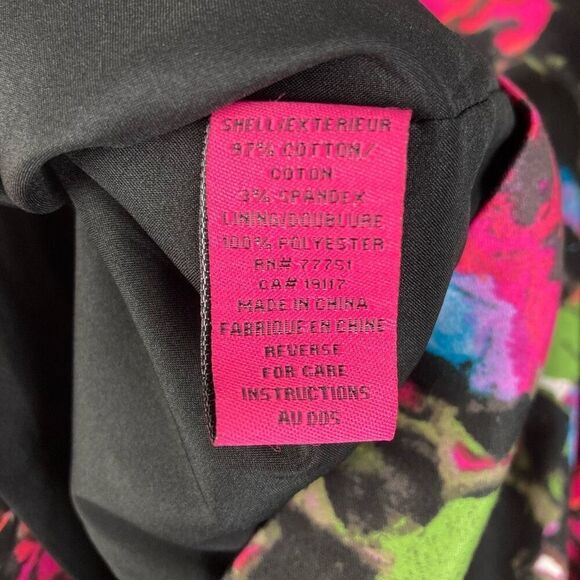 SHELL/EXTERIEUR
97% COTTON/
COTON
3% SPANDEX
LINING/DOUBLURE
100% POLYESTER
RN# 77751
CA# 19117
MADE IN CHINA
FABRIQUE EN CHINE
REVERSE
FOR CARE
INSTRUCTIONS
AU DOS